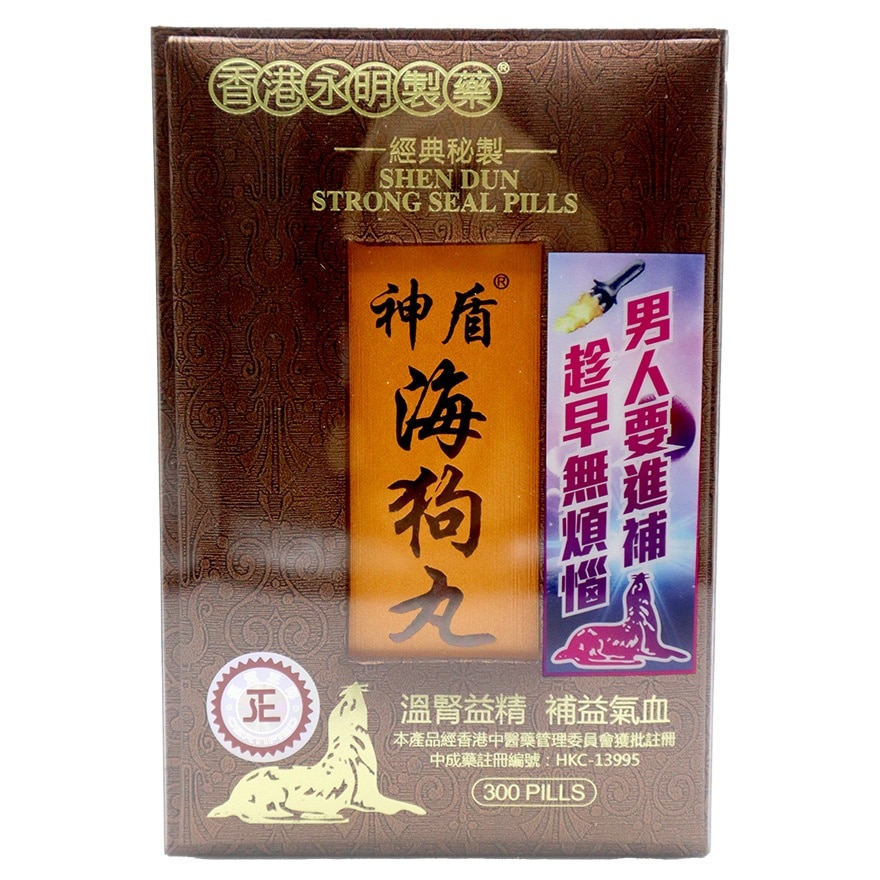 香港永明製藥®
經典秘製
SHEN DUN
STRONG SEAL PILLS
神盾®
海狗丸
男人要進補
趁早無煩惱
溫腎益精 補益氣血
本產品經香港中醫藥管理委員會獲批註冊
中成藥註冊編號：HKC-13995
300 PILLS